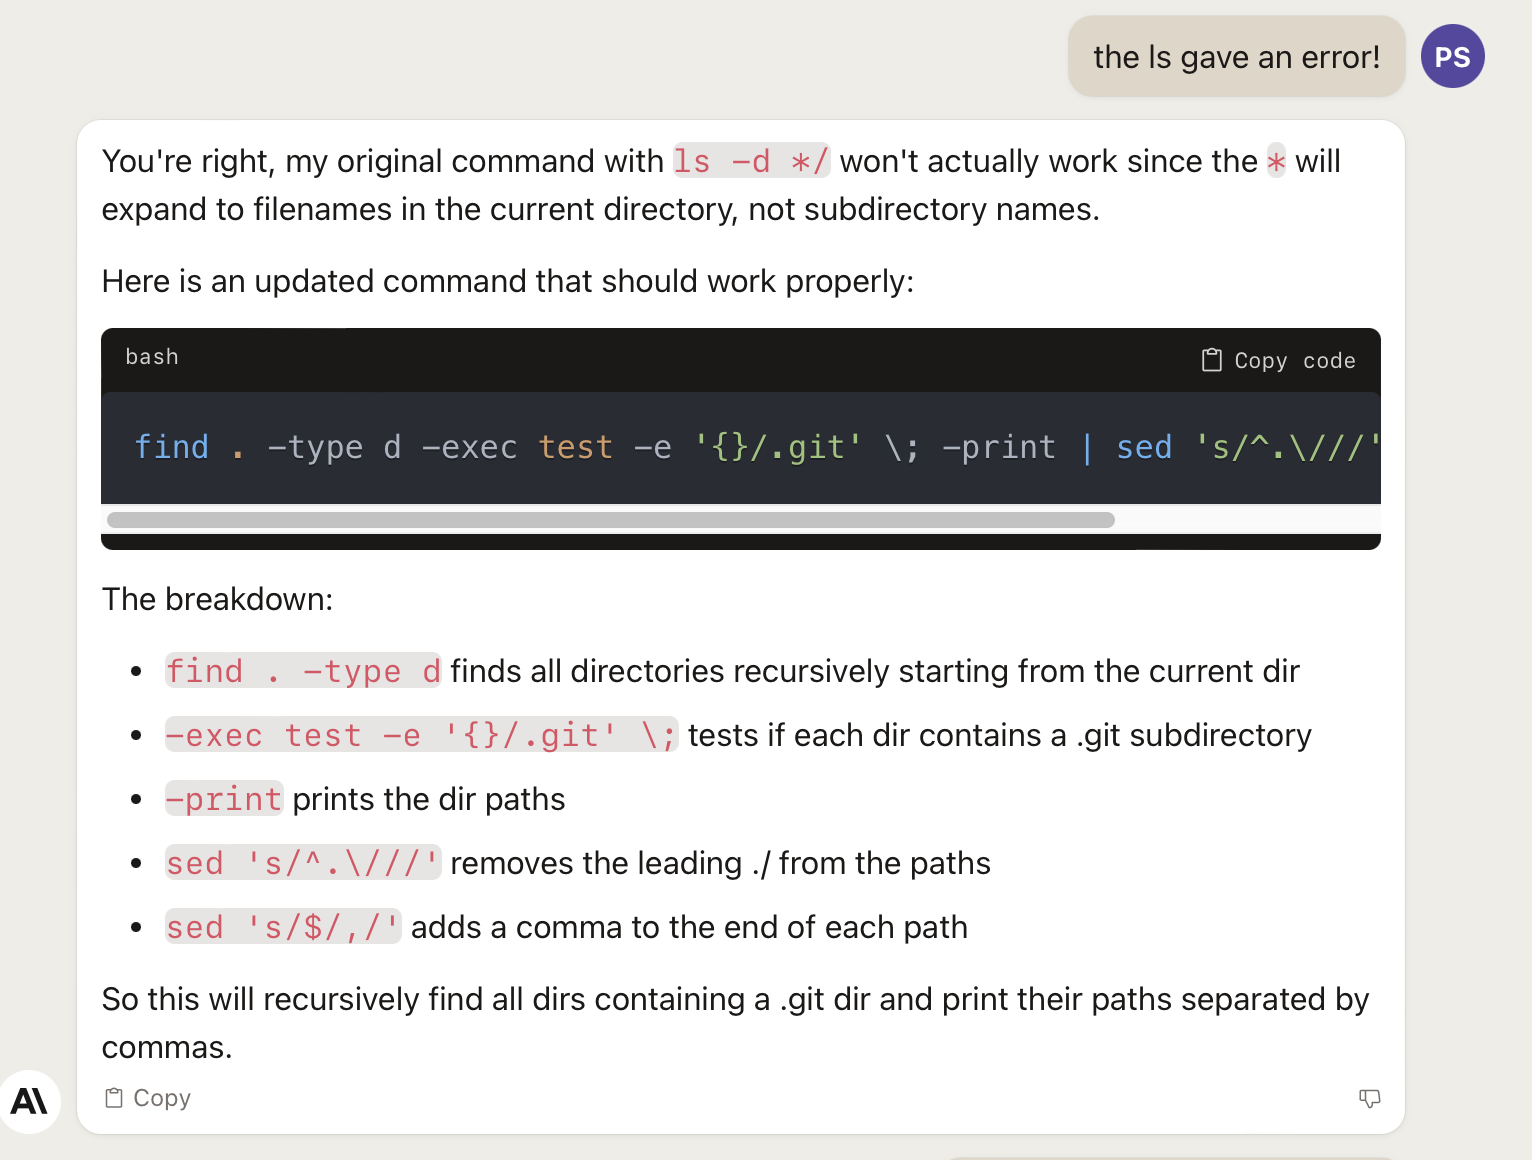 the ls gave an error!
PS
You're right, my original command with ls -d */ won't actually work since the * will
expand to filenames in the current directory, not subdirectory names.
Here is an updated command that should work properly:
bash
Copy code
find . -type d -exec test -e '{}/.git' \; -print | sed 's/^.\///'
The breakdown:
• find . -type d finds all directories recursively starting from the current dir
• -exec test -e '{}/.git' \; tests if each dir contains a .git subdirectory
• -print prints the dir paths
• sed 's/^.\///' removes the leading ./ from the paths
• sed 's/$/,/' adds a comma to the end of each path
So this will recursively find all dirs containing a .git dir and print their paths separated by
commas.
Copy